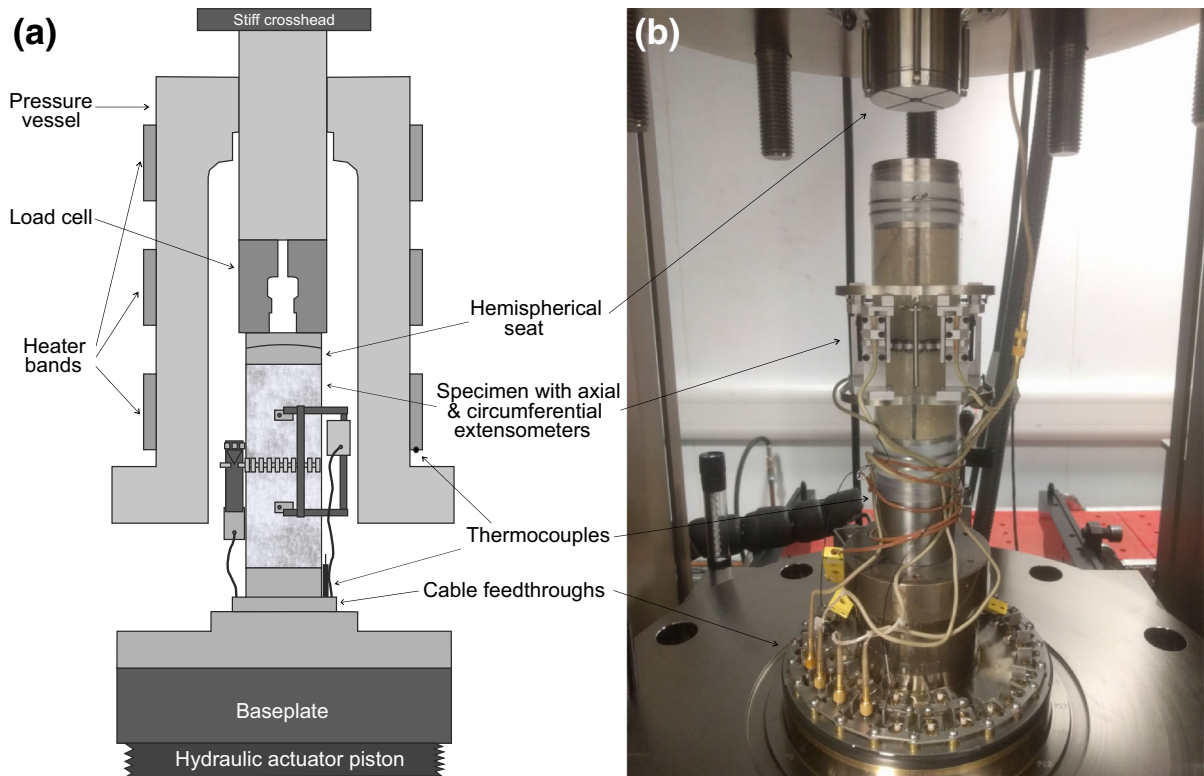 (a)
Stiff crosshead
(b)
Pressure
vessel
Load cell
Heater
bands
Hemispherical
seat
Specimen with axial
& circumferential
extensometers
Thermocouples
Cable feedthroughs
Baseplate
Hydraulic actuator piston